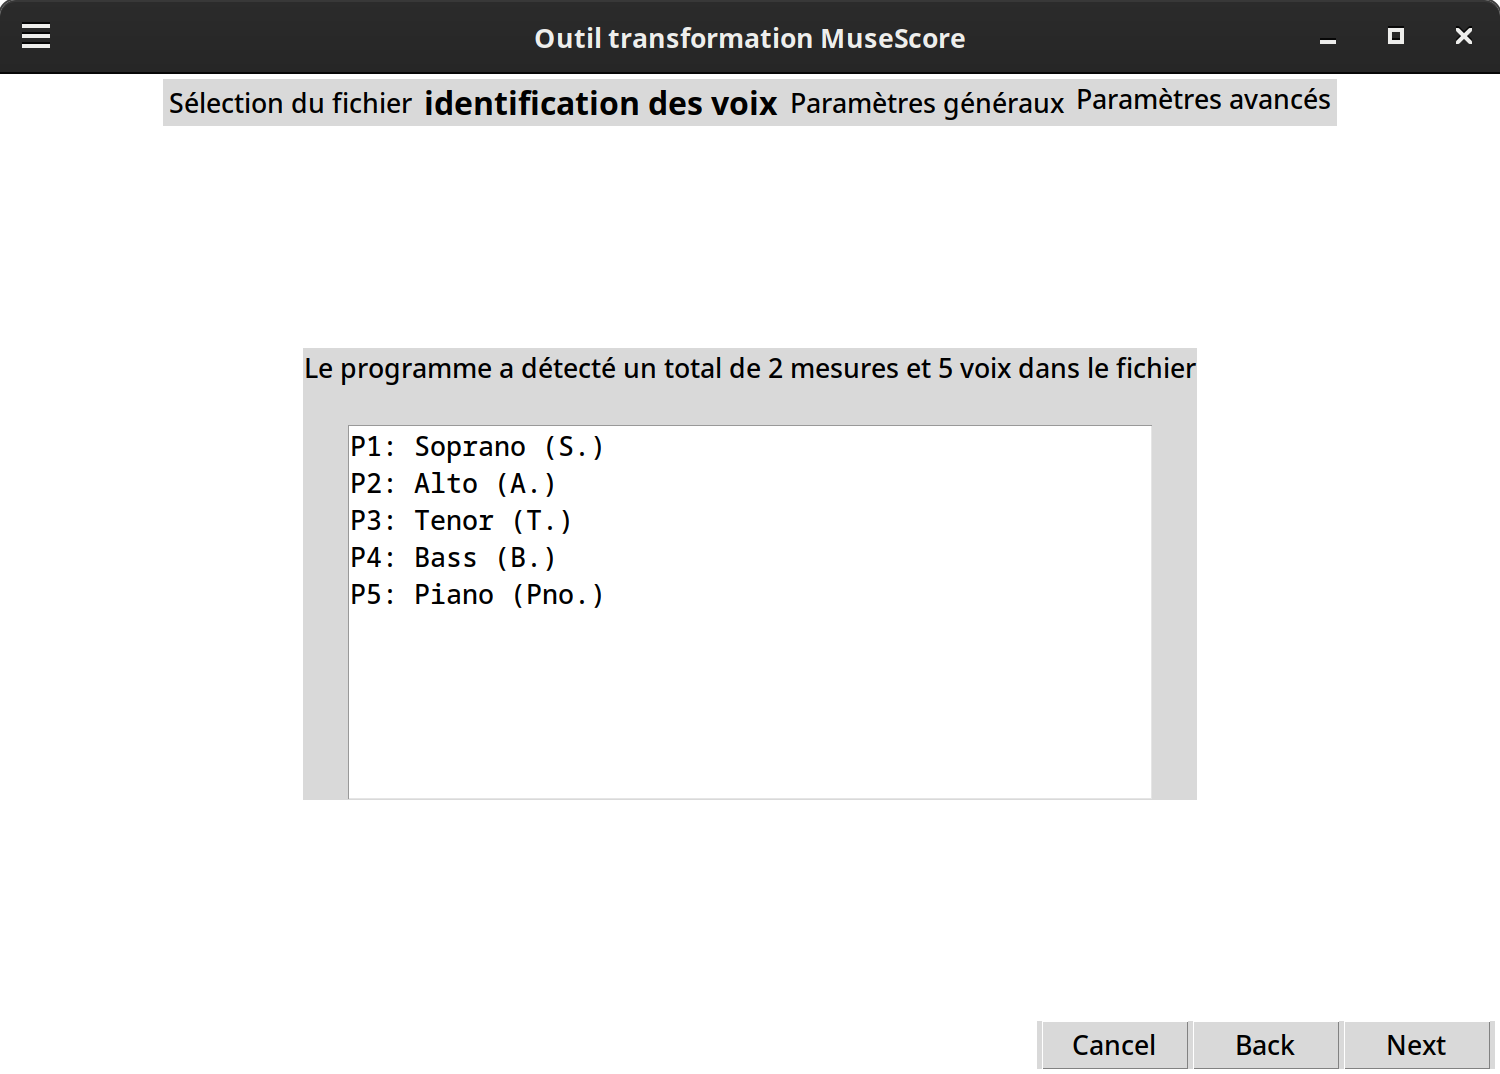 Outil transformation MuseScore
Sélection du fichier identification des voix Paramètres généraux Paramètres avancés
Le programme a détecté un total de 2 mesures et 5 voix dans le fichier
P1: Soprano (S.)
P2: Alto (A.)
P3: Tenor (T.)
P4: Bass (B.)
P5: Piano (Pno.)
Cancel Back Next